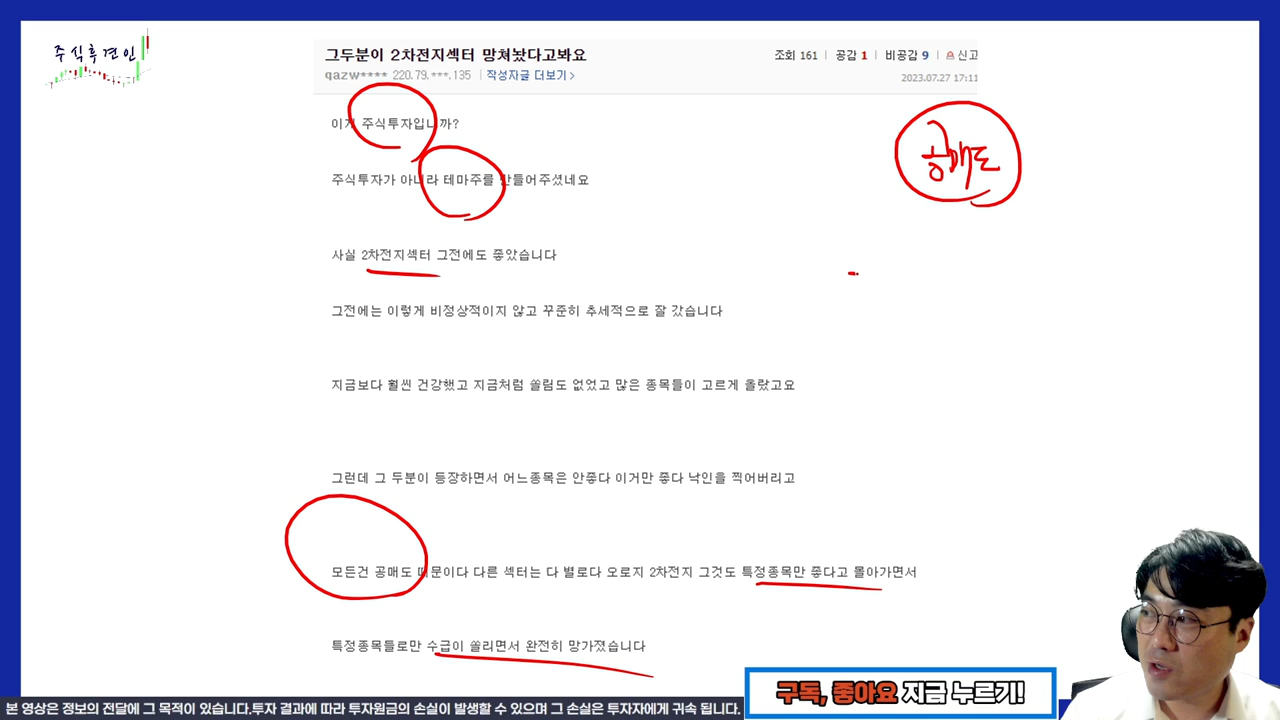 주식후견인
그두분이 2차전지섹터 망쳐놨다고봐요
조회 161 | 공감 1 | 비공감 9 | 신고
qazw**** 220.79.***.135 | 작성자글 더보기 >
2023.07.27 17:11
이거 주식투자입니까?
공매도
주식투자가 아니라 테마주를 만들어주셨네요
사실 2차전지섹터 그전에도 좋았습니다
그전에는 이렇게 비정상적이지 않고 꾸준히 추세적으로 잘 갔습니다
지금보다 훨씬 건강했고 지금처럼 쏠림도 없었고 많은 종목들이 고르게 올랐고요
그런데 그 두분이 등장하면서 어느종목은 안좋다 이거만 좋다 낙인을 찍어버리고
모든건 공매도 때문이다 다른 섹터는 다 별로다 오로지 2차전지 그것도 특정종목만 좋다고 몰아가면서
특정종목들로만 수급이 쏠리면서 완전히 망가졌습니다
구독, 좋아요 지금 누르기!
본 영상은 정보의 전달에 그 목적이 있습니다.투자 결과에 따라 투자원금의 손실이 발생할 수 있으며 그 손실은 투자자에게 귀속 됩니다.